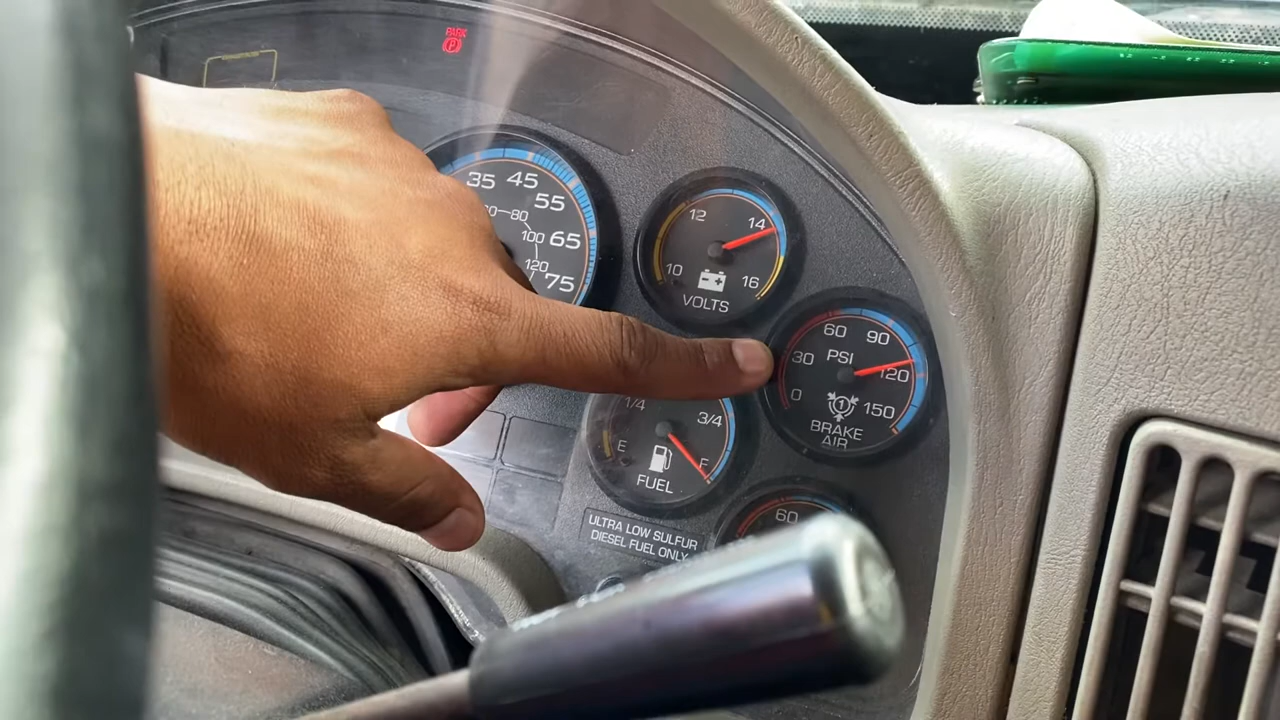 PARK
P
35 45
55
80
100
65
120
75
12
14
10
16
VOLTS
60
90
30
PSI
120
0
150
1
BRAKE
AIR
1/4
3/4
E
F
FUEL
ULTRA LOW SULFUR
DIESEL FUEL ONLY
60